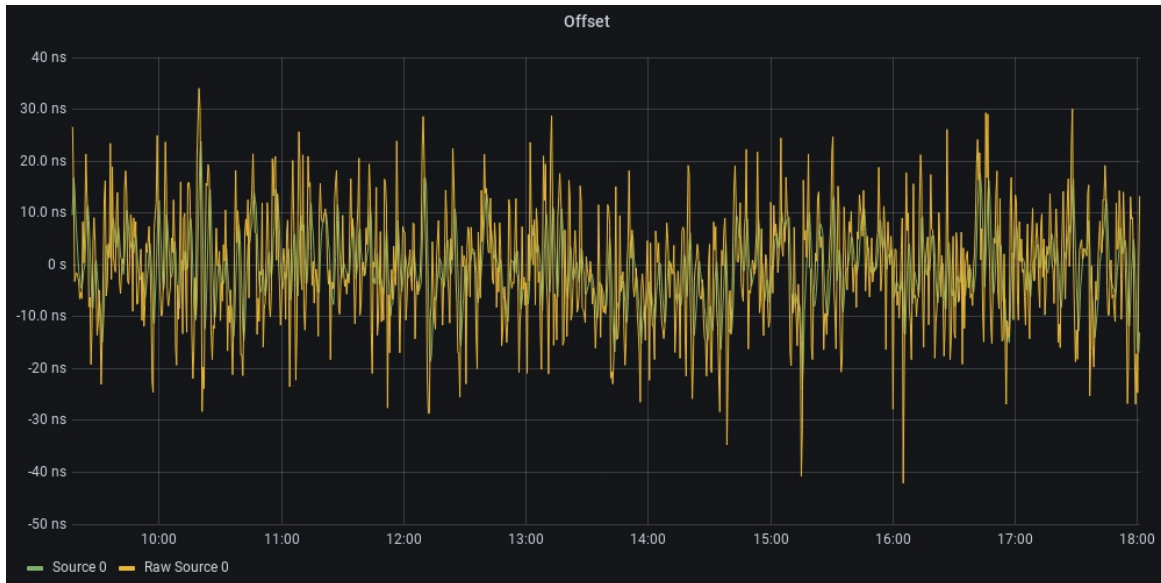 Offset
40 ns
30.0 ns
20.0 ns
10.0 ns
0 s
-10.0 ns
-20 ns
-30 ns
-40 ns
-50 ns
10:00 11:00 12:00 13:00 14:00 15:00 16:00 17:00 18:00
Source 0 Raw Source 0